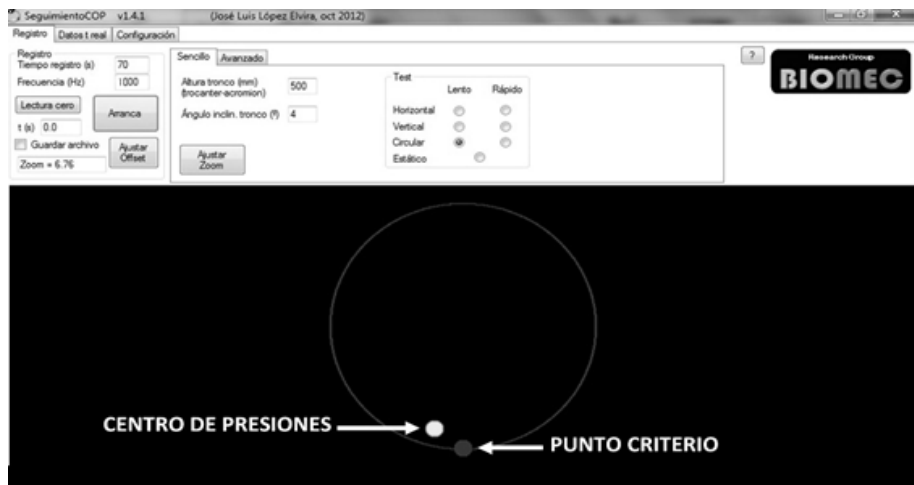 SeguimientoCOP v1.4.1 (José Luis López Elvira, oct 2012)
Registro Datos t real Configuración
Registro
Tiempo registro (s) 70
Frecuencia (Hz) 1000
Lectura cero
Arranca
t (s) 0.0
Guardar archivo
Ajustar
Offset
Zoom = 6.76
Sencillo Avanzado
Altura tronco (mm)
(trocanter-acromion)
500
Ángulo inclin. tronco (º) 4
Ajustar
Zoom
Test
Lento Rápido
Horizontal
Vertical
Circular
Estático
?
Research Group
BIOMEC
CENTRO DE PRESIONES
PUNTO CRITERIO